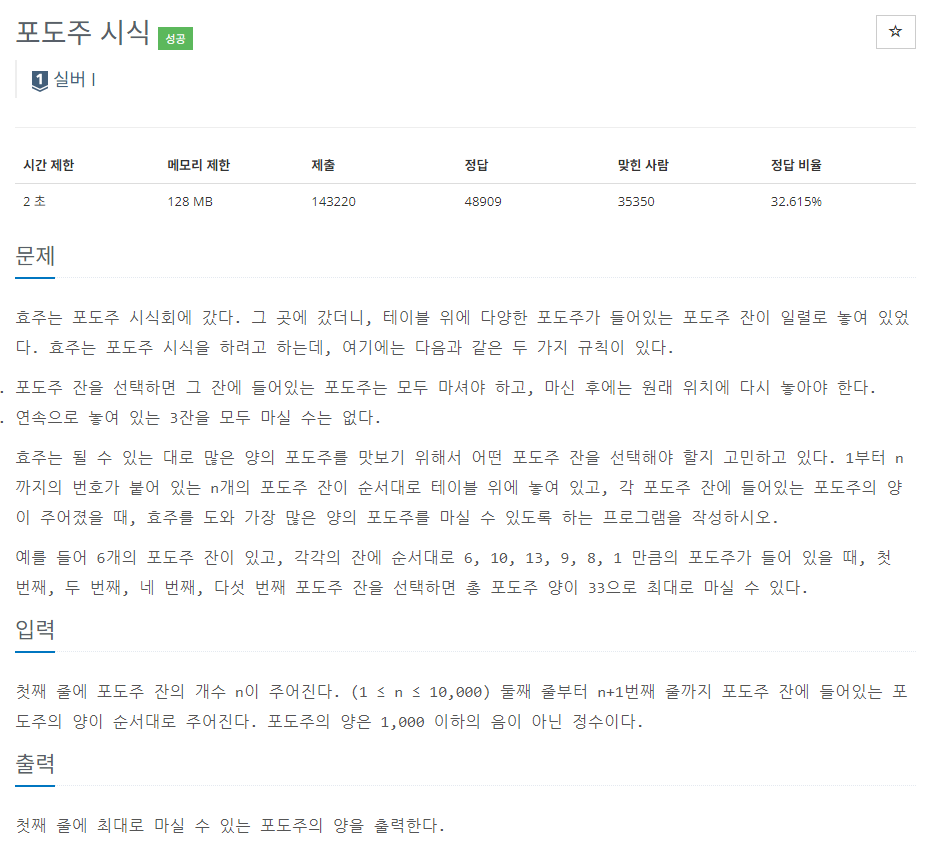 포도주 시식 성공
☆
1 실버 I
시간 제한 메모리 제한 제출 정답 맞힌 사람 정답 비율
2 초 128 MB 143220 48909 35350 32.615%
문제
효주는 포도주 시식회에 갔다. 그 곳에 갔더니, 테이블 위에 다양한 포도주가 들어있는 포도주 잔이 일렬로 놓여 있었
다. 효주는 포도주 시식을 하려고 하는데, 여기에는 다음과 같은 두 가지 규칙이 있다.
. 포도주 잔을 선택하면 그 잔에 들어있는 포도주는 모두 마셔야 하고, 마신 후에는 원래 위치에 다시 놓아야 한다.
. 연속으로 놓여 있는 3잔을 모두 마실 수는 없다.
효주는 될 수 있는 대로 많은 양의 포도주를 맛보기 위해서 어떤 포도주 잔을 선택해야 할지 고민하고 있다. 1부터 n
까지의 번호가 붙어 있는 n개의 포도주 잔이 순서대로 테이블 위에 놓여 있고, 각 포도주 잔에 들어있는 포도주의 양
이 주어졌을 때, 효주를 도와 가장 많은 양의 포도주를 마실 수 있도록 하는 프로그램을 작성하시오.
예를 들어 6개의 포도주 잔이 있고, 각각의 잔에 순서대로 6, 10, 13, 9, 8, 1 만큼의 포도주가 들어 있을 때, 첫
번째, 두 번째, 네 번째, 다섯 번째 포도주 잔을 선택하면 총 포도주 양이 33으로 최대로 마실 수 있다.
입력
첫째 줄에 포도주 잔의 개수 n이 주어진다. (1 ≤ n ≤ 10,000) 둘째 줄부터 n+1번째 줄까지 포도주 잔에 들어있는 포
도주의 양이 순서대로 주어진다. 포도주의 양은 1,000 이하의 음이 아닌 정수이다.
출력
첫째 줄에 최대로 마실 수 있는 포도주의 양을 출력한다.